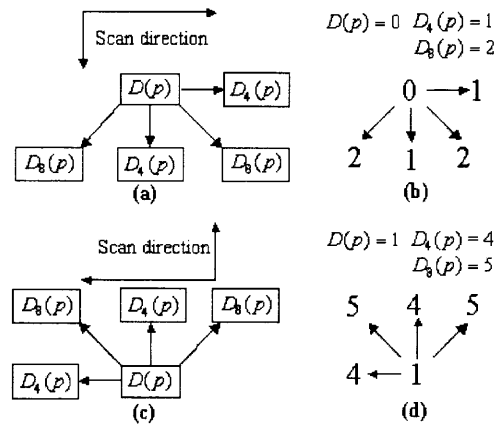 Scan direction
D(p) D₄(p)
D₈(p) D₄(p) D₈(p)
(a)
D(p) = 0 D₄(p) = 1
D₈(p) = 2
0 1
2 1 2
(b)
Scan direction
D₈(p) D₄(p) D₈(p)
D₄(p) D(p)
(c)
D(p) = 1 D₄(p) = 4
D₈(p) = 5
5 4 5
4 1
(d)